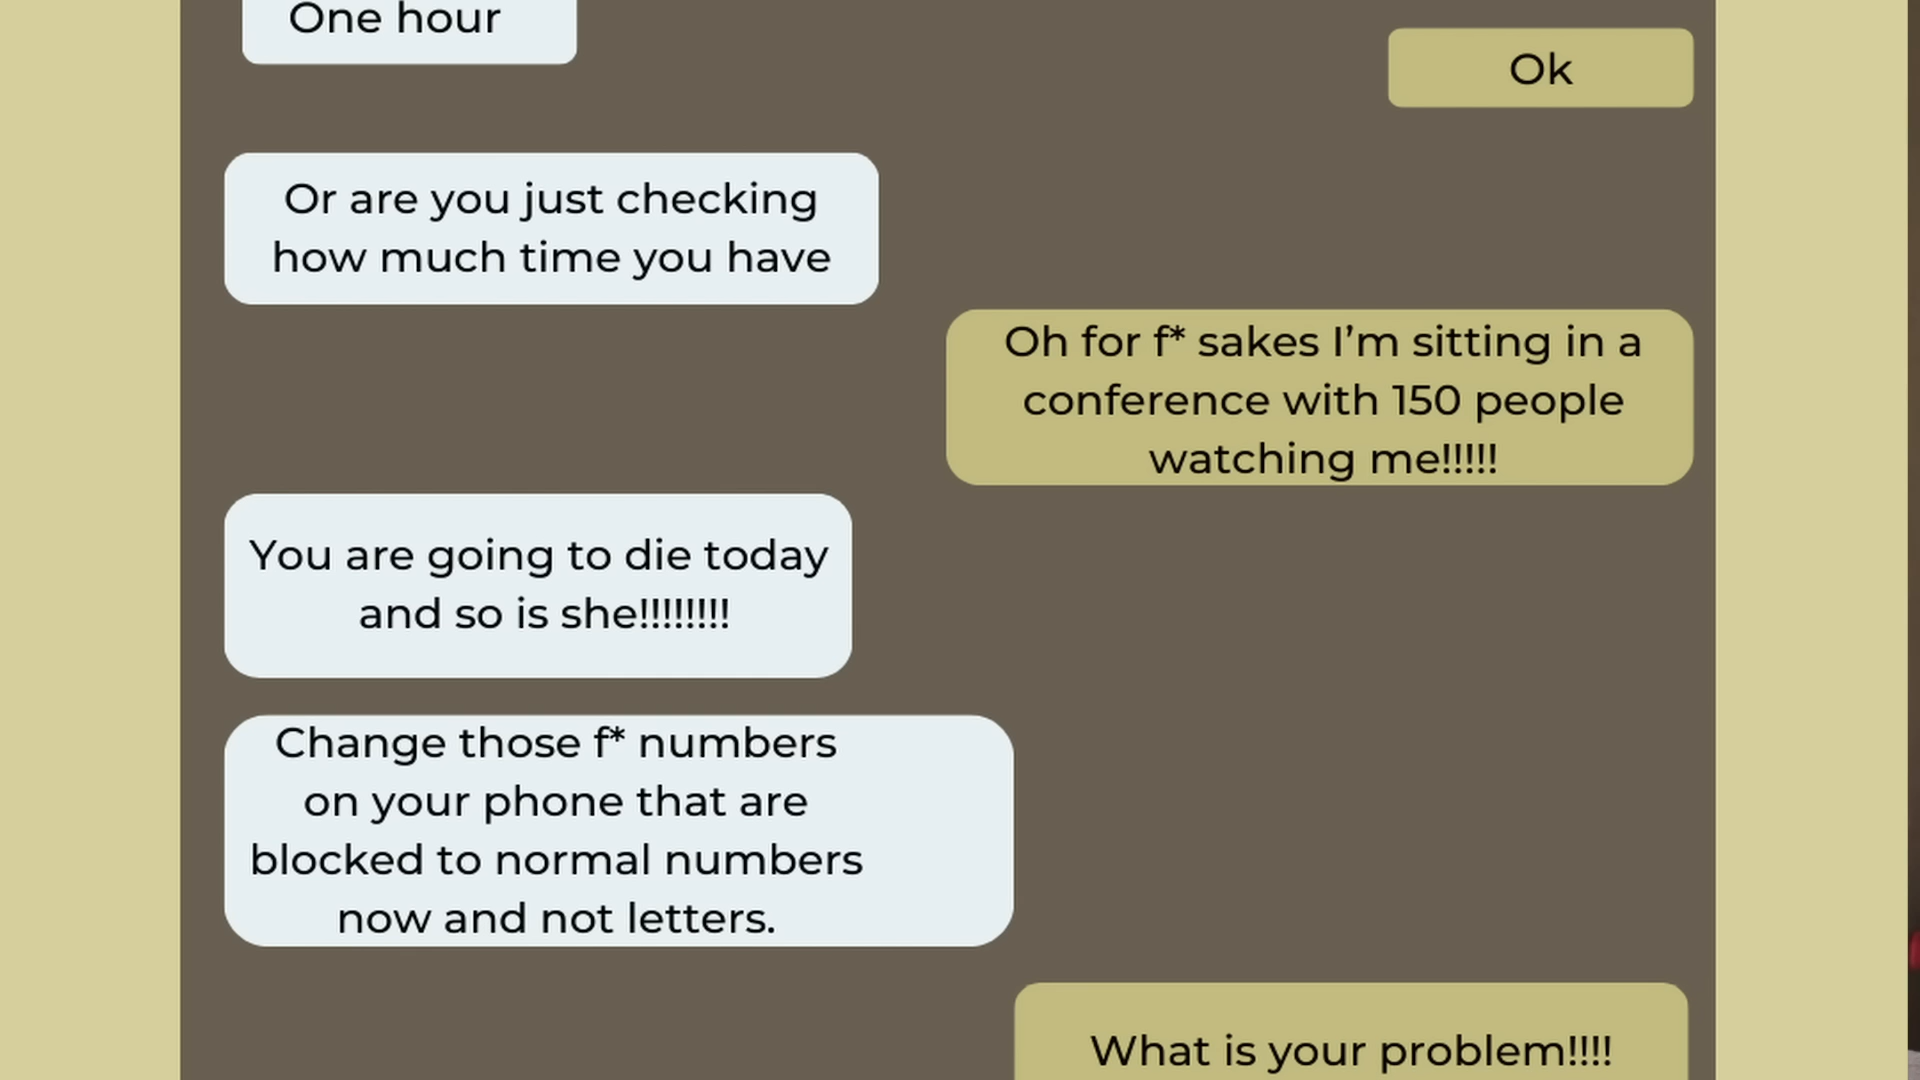 One hour
Ok
Or are you just checking
how much time you have
Oh for f* sakes I’m sitting in a
conference with 150 people
watching me!!!!!
You are going to die today
and so is she!!!!!!!!
Change those f* numbers
on your phone that are
blocked to normal numbers
now and not letters.
What is your problem!!!!